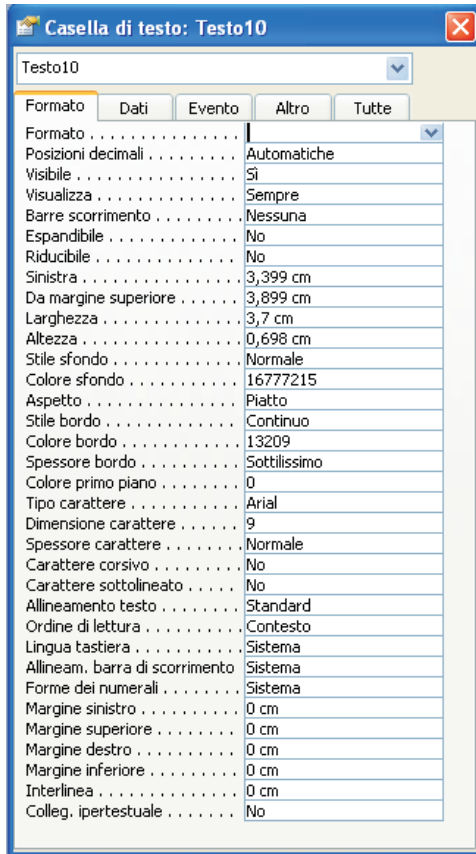 Casella di testo: Testo10
Testo10
Formato Dati Evento Altro Tutte
Formato . . . . . . . . . . . . . . .
Posizioni decimali . . . . . . . . . Automatiche
Visibile . . . . . . . . . . . . . . . . Sì
Visualizza . . . . . . . . . . . . . . Sempre
Barre scorrimento . . . . . . . . . Nessuna
Espandibile . . . . . . . . . . . . . No
Riducibile . . . . . . . . . . . . . . No
Sinistra . . . . . . . . . . . . . . . . 3,399 cm
Da margine superiore . . . . . . 3,899 cm
Larghezza . . . . . . . . . . . . . . 3,7 cm
Altezza . . . . . . . . . . . . . . . . 0,698 cm
Stile sfondo . . . . . . . . . . . . . Normale
Colore sfondo . . . . . . . . . . . 16777215
Aspetto . . . . . . . . . . . . . . . . Piatto
Stile bordo . . . . . . . . . . . . . . Continuo
Colore bordo . . . . . . . . . . . . 13209
Spessore bordo . . . . . . . . . . Sottilissimo
Colore primo piano . . . . . . . . 0
Tipo carattere . . . . . . . . . . . Arial
Dimensione carattere . . . . . . 9
Spessore carattere . . . . . . . . Normale
Carattere corsivo . . . . . . . . . No
Carattere sottolineato . . . . . No
Allineamento testo . . . . . . . . Standard
Ordine di lettura . . . . . . . . . . Contesto
Lingua tastiera . . . . . . . . . . . Sistema
Allineam. barra di scorrimento Sistema
Forme dei numerali . . . . . . . . Sistema
Margine sinistro . . . . . . . . . . 0 cm
Margine superiore . . . . . . . . . 0 cm
Margine destro . . . . . . . . . . . 0 cm
Margine inferiore . . . . . . . . . 0 cm
Interlinea . . . . . . . . . . . . . . . 0 cm
Colleg. ipertestuale . . . . . . . No